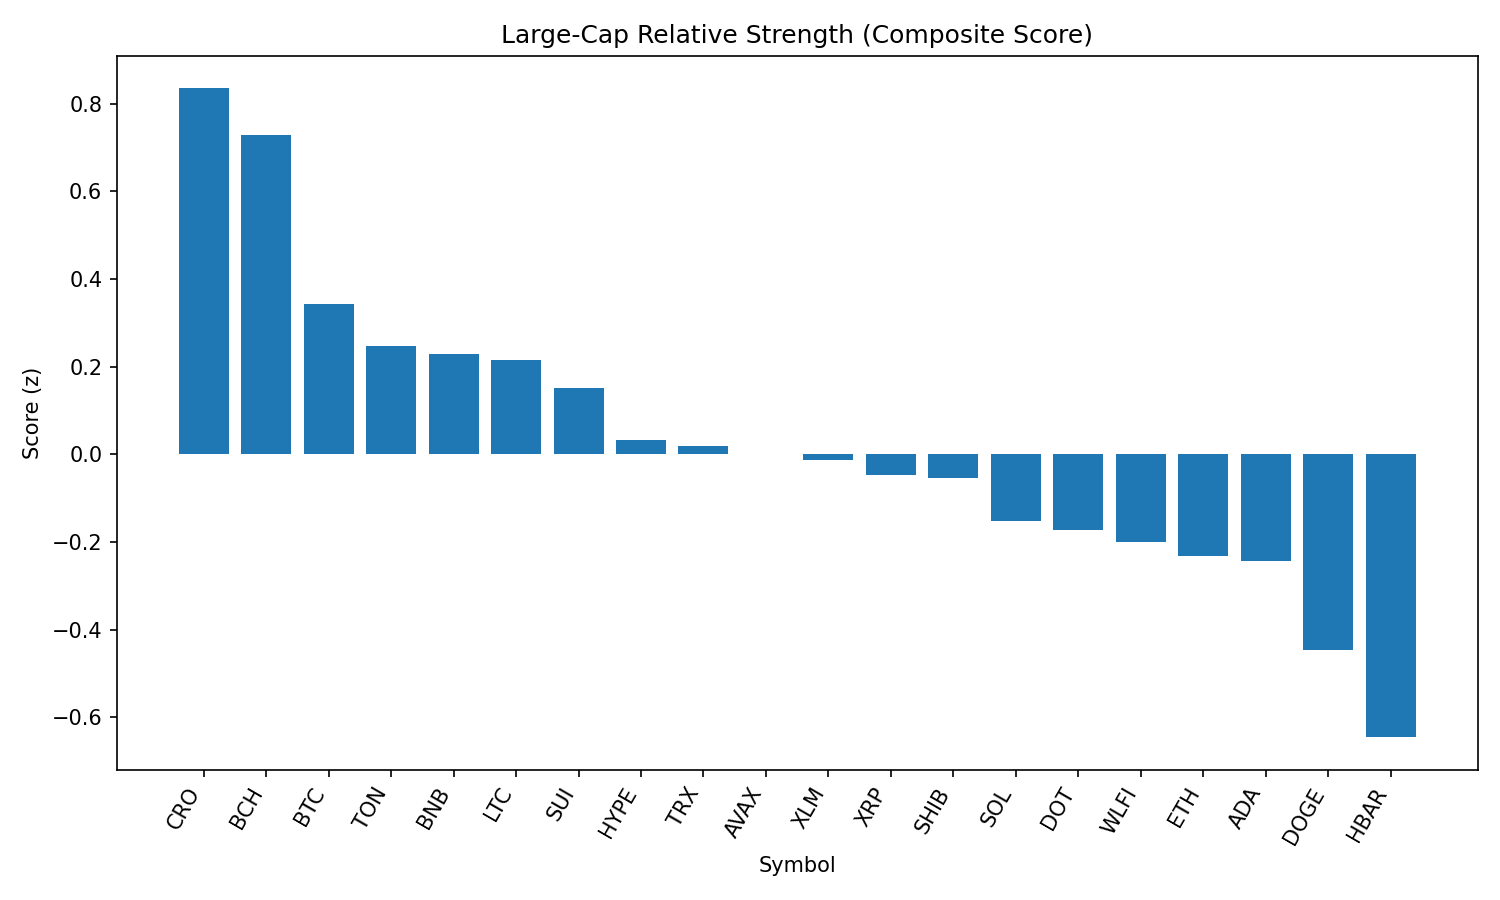 Large-Cap Relative Strength (Composite Score)
Score (z)
0.8
0.6
0.4
0.2
0.0
−0.2
−0.4
−0.6
CRO
BCH
BTC
TON
BNB
LTC
SUI
HYPE
TRX
AVAX
XLM
XRP
SHIB
SOL
DOT
WLFI
ETH
ADA
DOGE
HBAR
Symbol